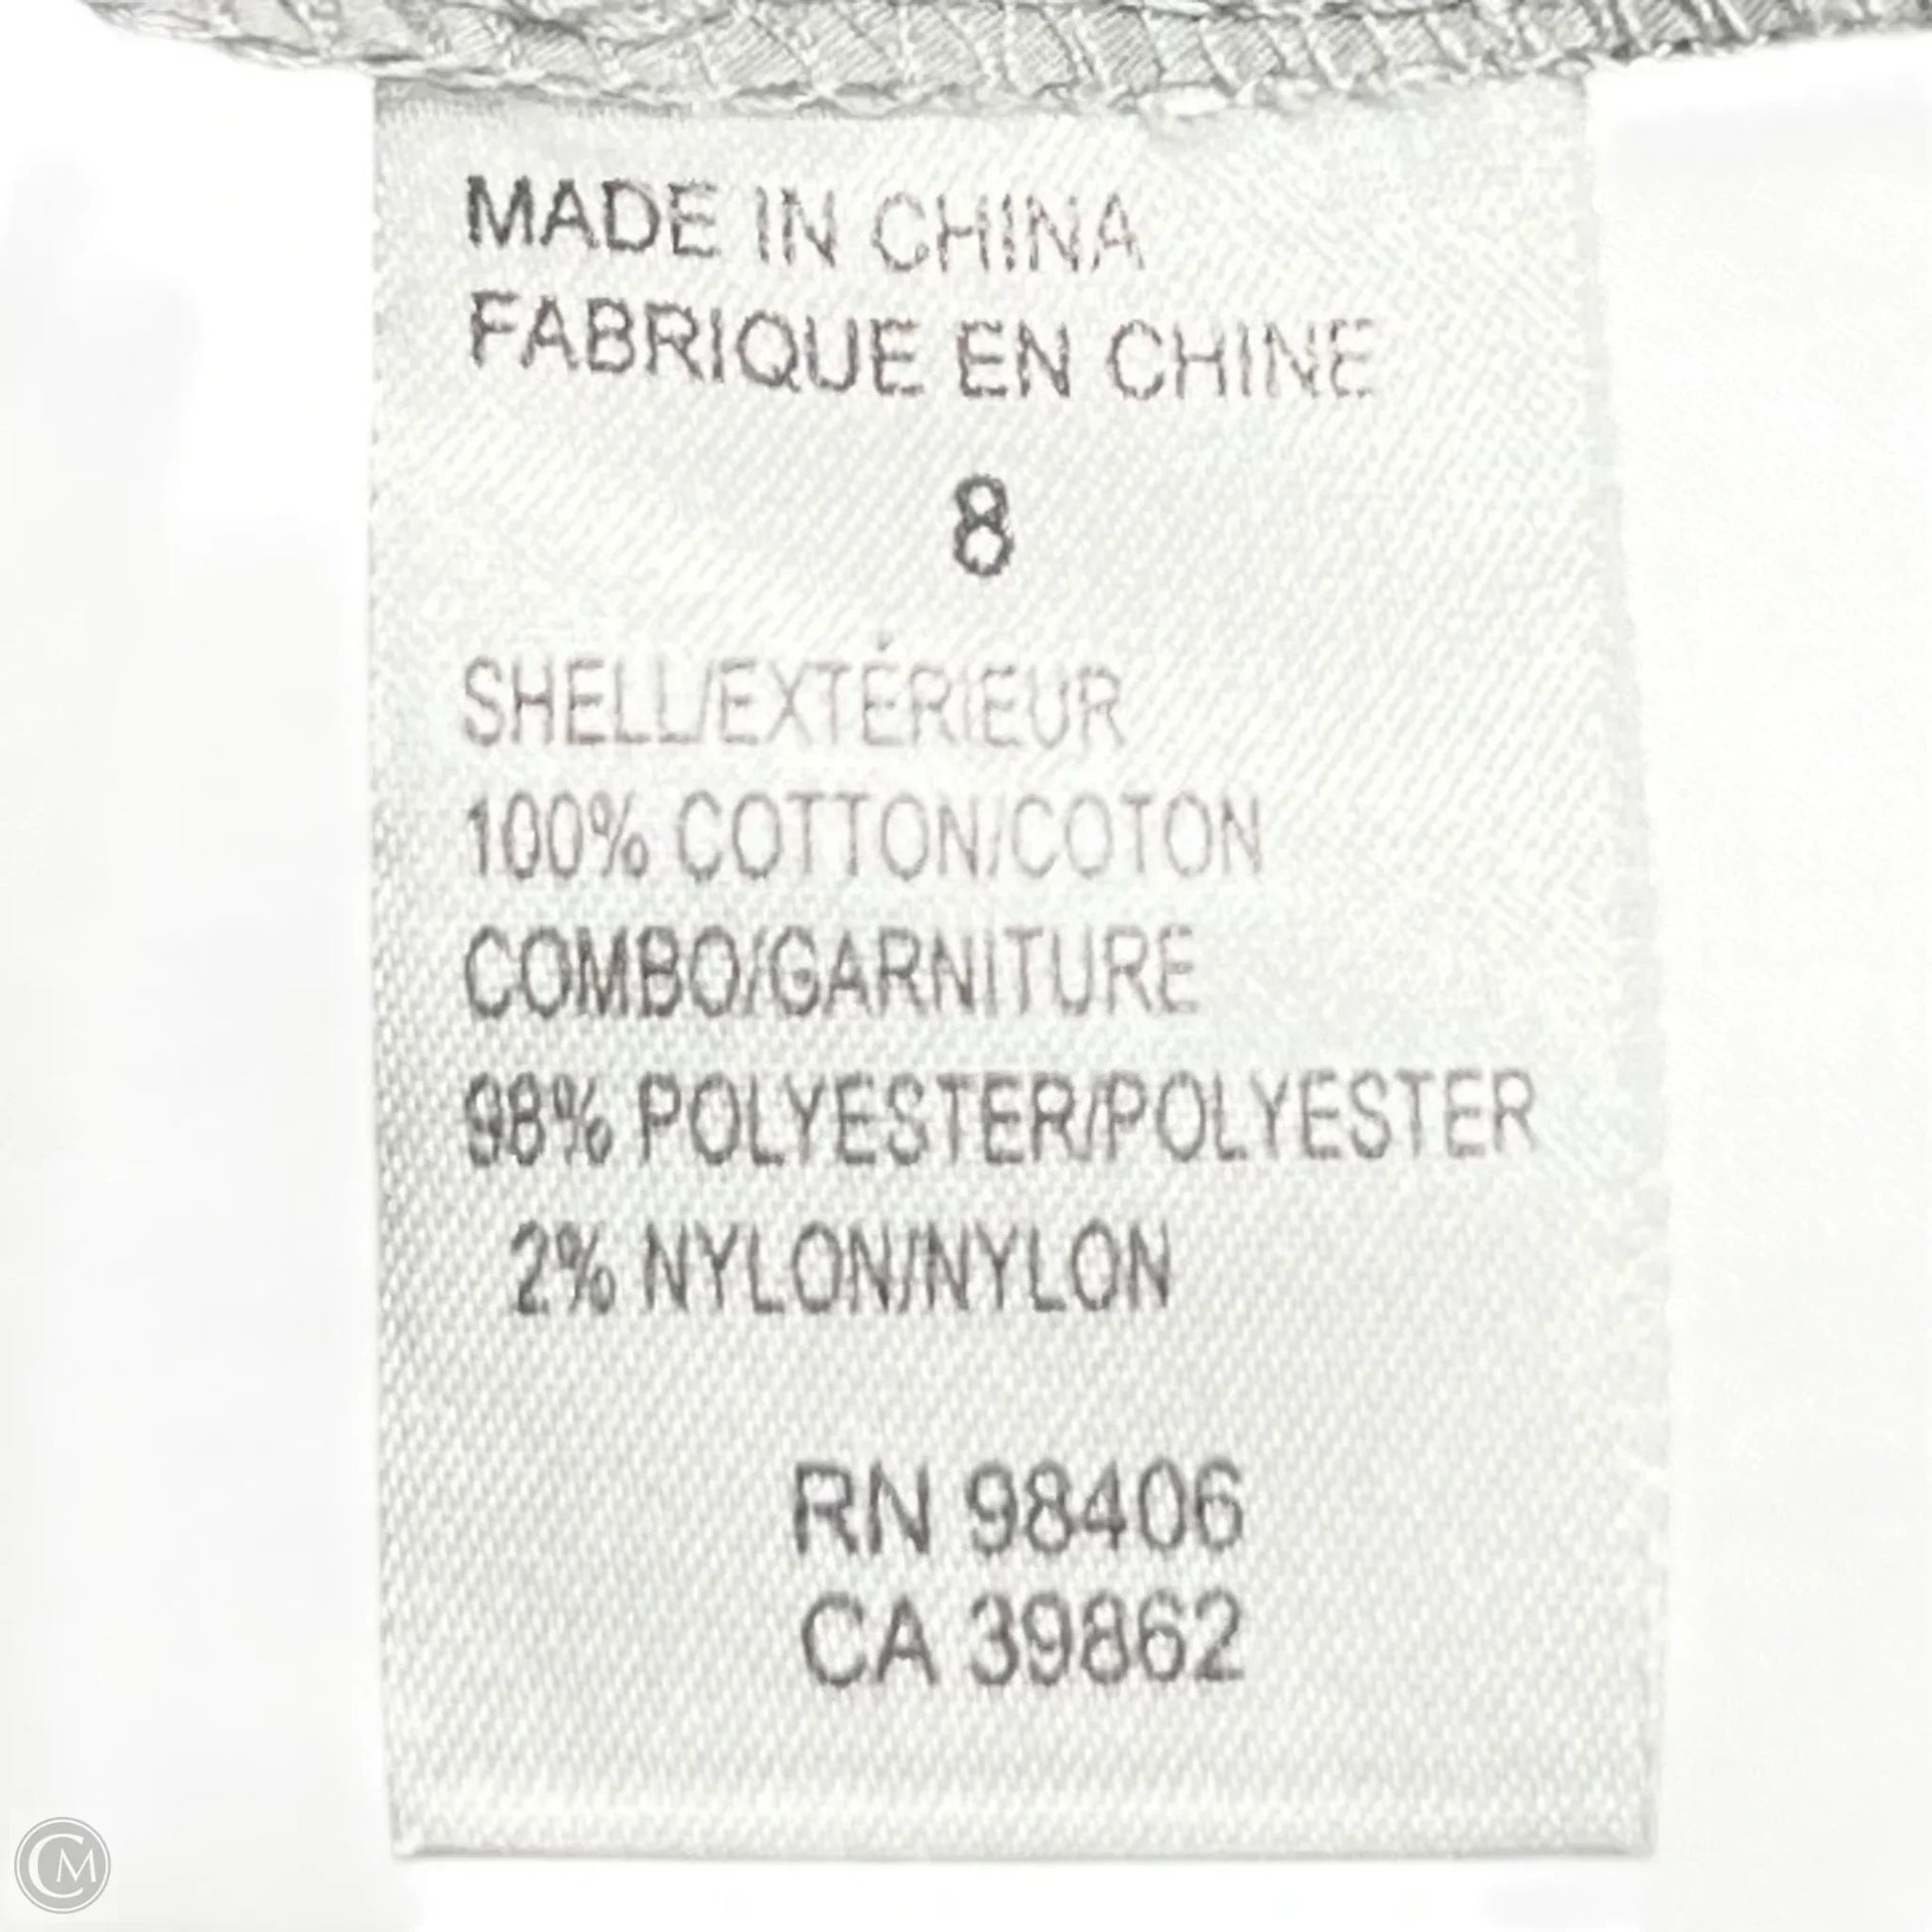 MADE IN CHINA
FABRIQUE EN CHINE
8
SHELL/EXTÉRIEUR
100% COTTON/COTON
COMBO/GARNITURE
98% POLYESTER/POLYESTER
2% NYLON/NYLON
RN 98406
CA 39862
CM